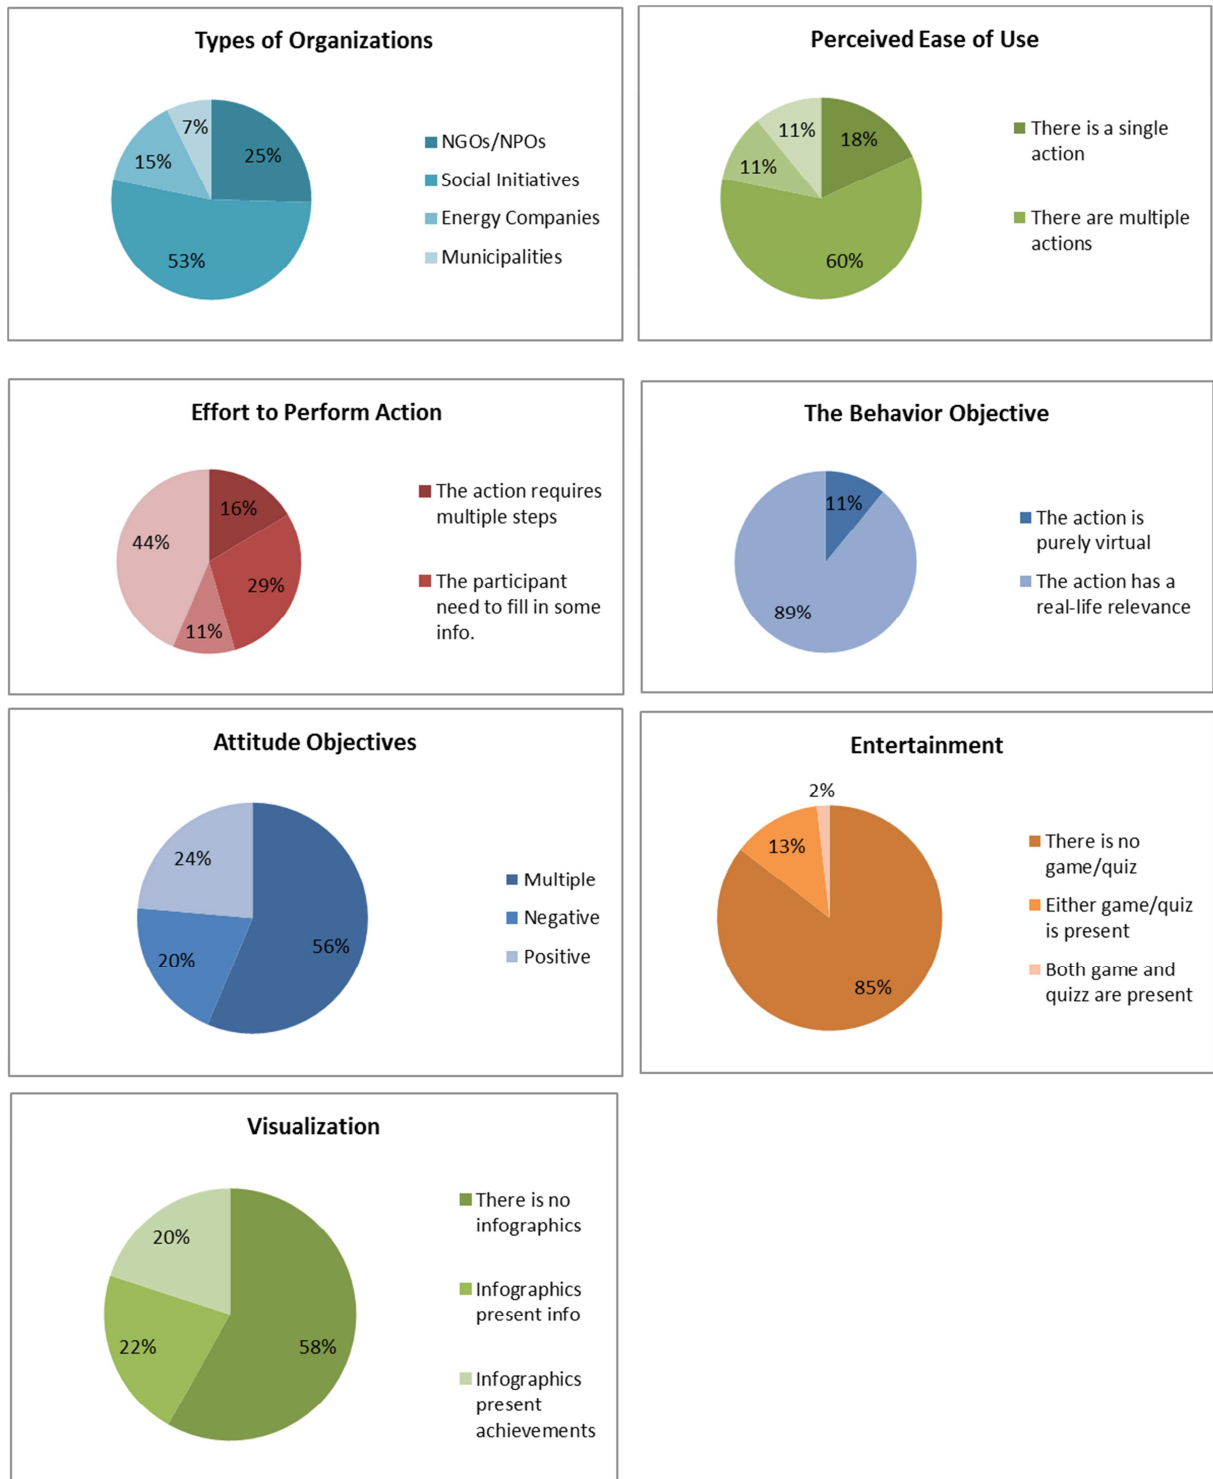 Types of Organizations
7%
25%
15%
53%
NGOs/NPOs
Social Initiatives
Energy Companies
Municipalities
Perceived Ease of Use
11%
18%
11%
60%
There is a single
action
There are multiple
actions
Effort to Perform Action
16%
44%
29%
11%
The action requires
multiple steps
The participant
need to fill in some
info.
The Behavior Objective
11%
89%
The action is
purely virtual
The action has a
real-life relevance
Attitude Objectives
24%
56%
20%
Multiple
Negative
Positive
Entertainment
2%
13%
85%
There is no
game/quiz
Either game/quiz
is present
Both game and
quizz are present
Visualization
20%
22%
58%
There is no
infographics
Infographics
present info
Infographics
present
achievements